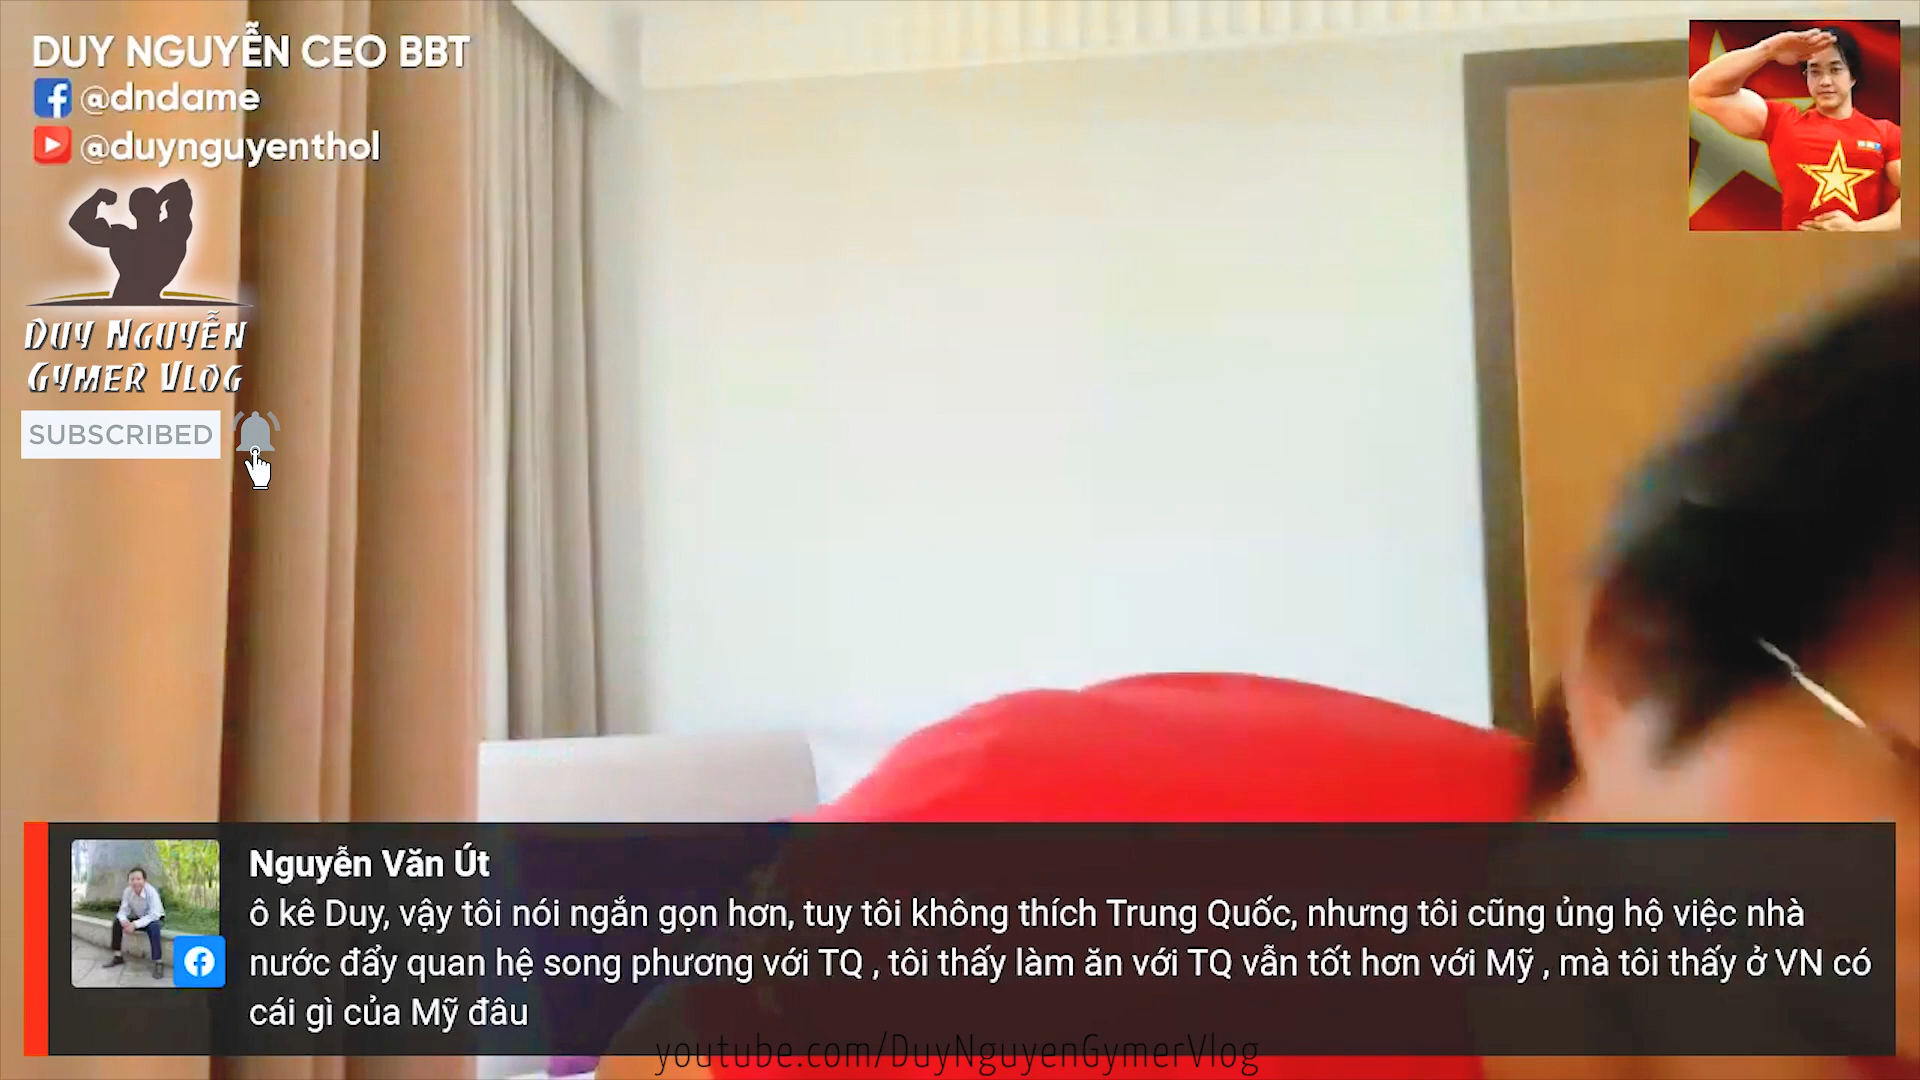 DUY NGUYỄN CEO BBT
@dndame
@duynguyenthol
DUY NGUYỄN
GYMER VLOG
SUBSCRIBED
Nguyễn Văn Út
ô kê Duy, vậy tôi nói ngắn gọn hơn, tuy tôi không thích Trung Quốc, nhưng tôi cũng ủng hộ việc nhà
nước đẩy quan hệ song phương với TQ , tôi thấy làm ăn với TQ vẫn tốt hơn với Mỹ , mà tôi thấy ở VN có
cái gì của Mỹ đâu
youtube.com/DuyNguyenGymerVlog